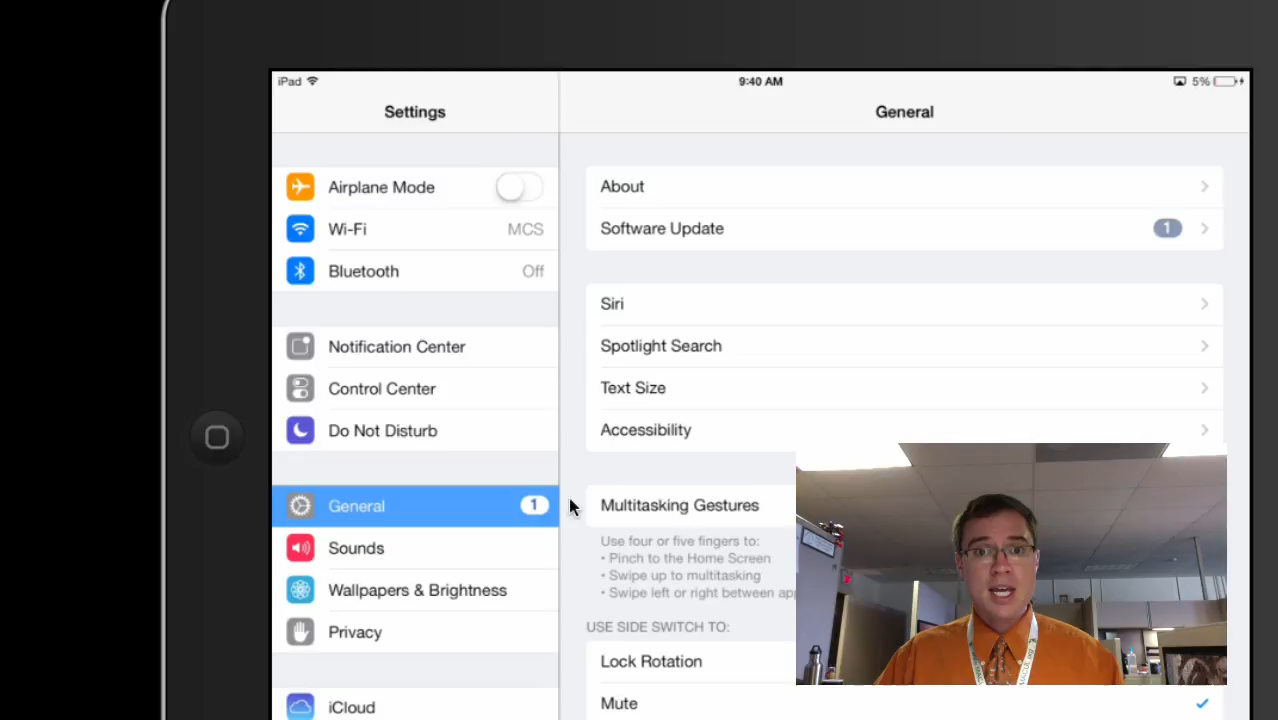 iPad
9:40 AM
5%
Settings
General
Airplane Mode
Wi-Fi MCS
Bluetooth Off
Notification Center
Control Center
Do Not Disturb
General 1
Sounds
Wallpapers & Brightness
Privacy
iCloud
About
Software Update 1
Siri
Spotlight Search
Text Size
Accessibility
Multitasking Gestures
Use four or five fingers to:
• Pinch to the Home Screen
• Swipe up to multitasking
• Swipe left or right between ap
USE SIDE SWITCH TO:
Lock Rotation
Mute